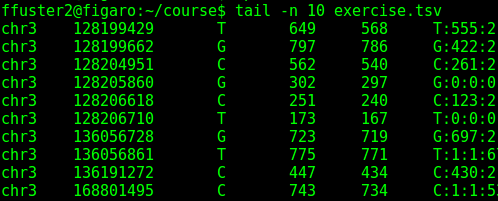 ffuster2@figaro:~/course$ tail -n 10 exercise.tsv
chr3 128199429 T 649 568 T:555:2
chr3 128199662 G 797 786 G:422:2
chr3 128204951 C 562 540 C:261:2
chr3 128205860 G 302 297 G:0:0:0
chr3 128206618 C 251 240 C:123:2
chr3 128206710 T 173 167 T:0:0:0
chr3 136056728 G 723 719 G:697:2
chr3 136056861 T 775 771 T:1:1:6
chr3 136191272 C 447 434 C:430:2
chr3 168801495 C 743 734 C:1:1:5